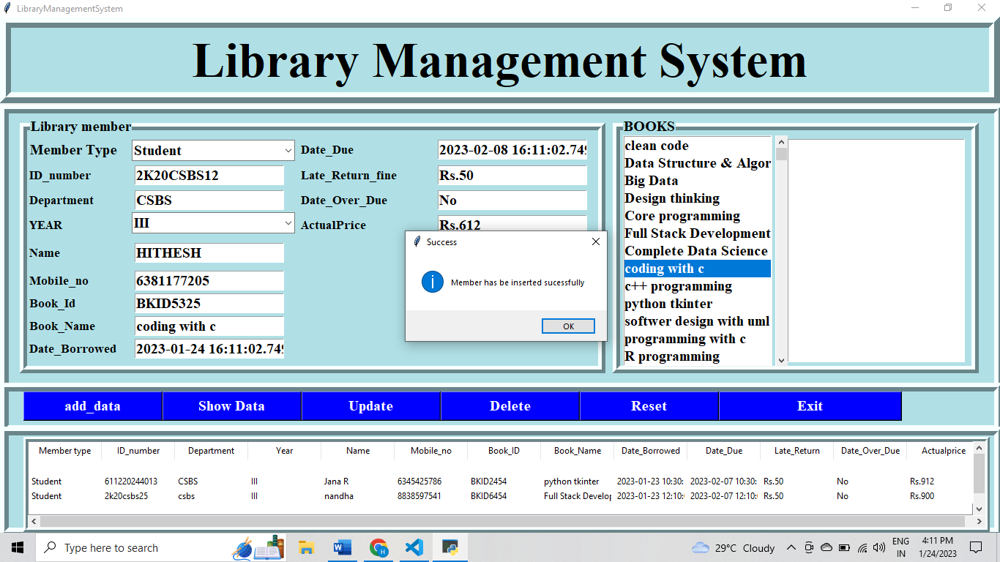 LibraryManagementSystem
Library Management System
Library member
Member Type Student
ID_number 2K20CSBS12
Department CSBS
YEAR III
Name HITHESH
Mobile_no 6381177205
Book_Id BKID5325
Book_Name coding with c
Date_Borrowed 2023-01-24 16:11:02.749
Date_Due 2023-02-08 16:11:02.749
Late_Return_fine Rs.50
Date_Over_Due No
ActualPrice Rs.612
Success
Member has be inserted sucessfully
OK
BOOKS
clean code
Data Structure & Algor
Big Data
Design thinking
Core programming
Full Stack Development
Complete Data Science
coding with c
c++ programming
python tkinter
softwer design with uml
programming with c
R programming
add_data Show Data Update Delete Reset Exit
Member type ID_number Department Year Name Mobile_no Book_ID Book_Name Date_Borrowed Date_Due Late_Return Date_Over_Due Actualprice
Student 611220244013 CSBS III Jana R 6345425786 BKID2454 python tkinter 2023-01-23 10:30: 2023-02-07 10:30: Rs.50 No Rs.912
Student 2k20csbs25 csbs III nandha 8838597541 BKID6454 Full Stack Develop 2023-01-23 12:10: 2023-02-07 12:10: Rs.50 No Rs.900
Type here to search
29°C Cloudy
ENG
IN
4:11 PM
1/24/2023